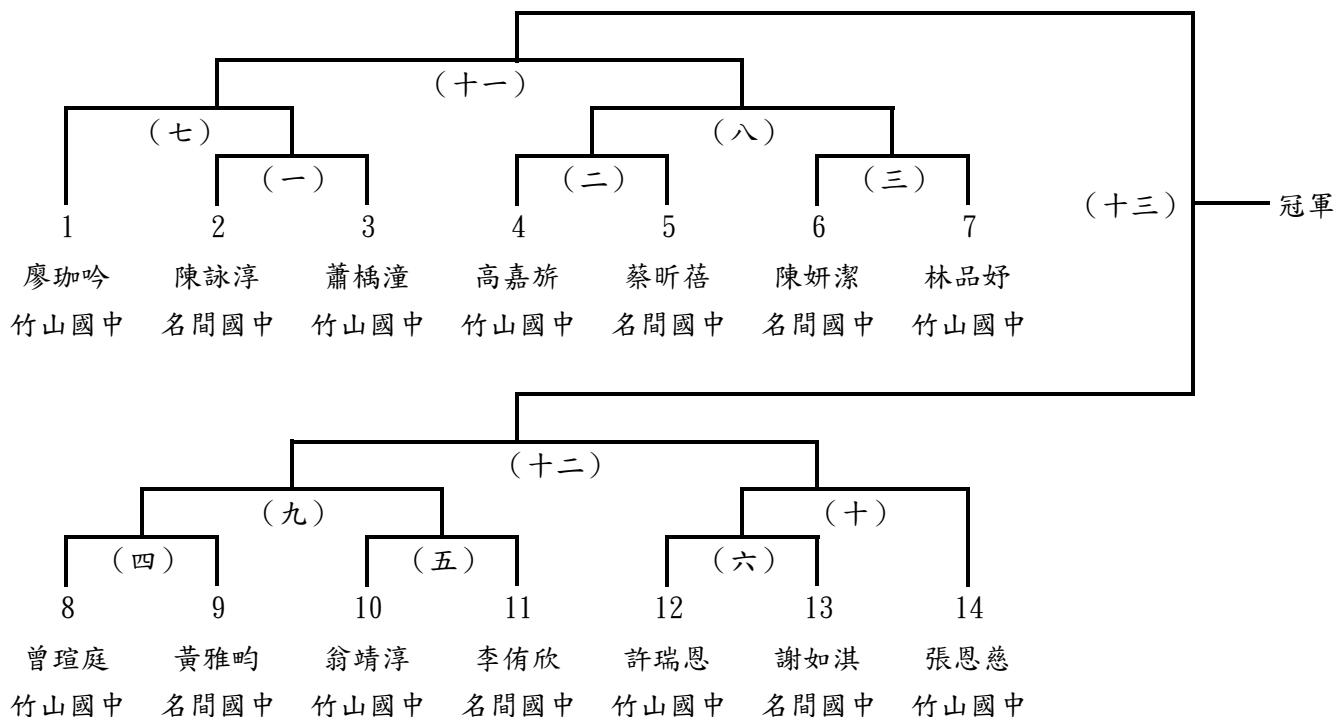 （十一）
（七） （八）
（一） （二） （三）
（十三） 冠軍
1 2 3 4 5 6 7
廖珈吟 陳詠淳 蕭楀潼 高嘉旂 蔡昕蓓 陳妍潔 林品妤
竹山國中 名間國中 竹山國中 竹山國中 名間國中 名間國中 竹山國中
（十二）
（九） （十）
（四） （五） （六）
8 9 10 11 12 13 14
曾瑄庭 黃雅畇 翁靖淳 李侑欣 許瑞恩 謝如淇 張恩慈
竹山國中 名間國中 竹山國中 名間國中 竹山國中 名間國中 竹山國中